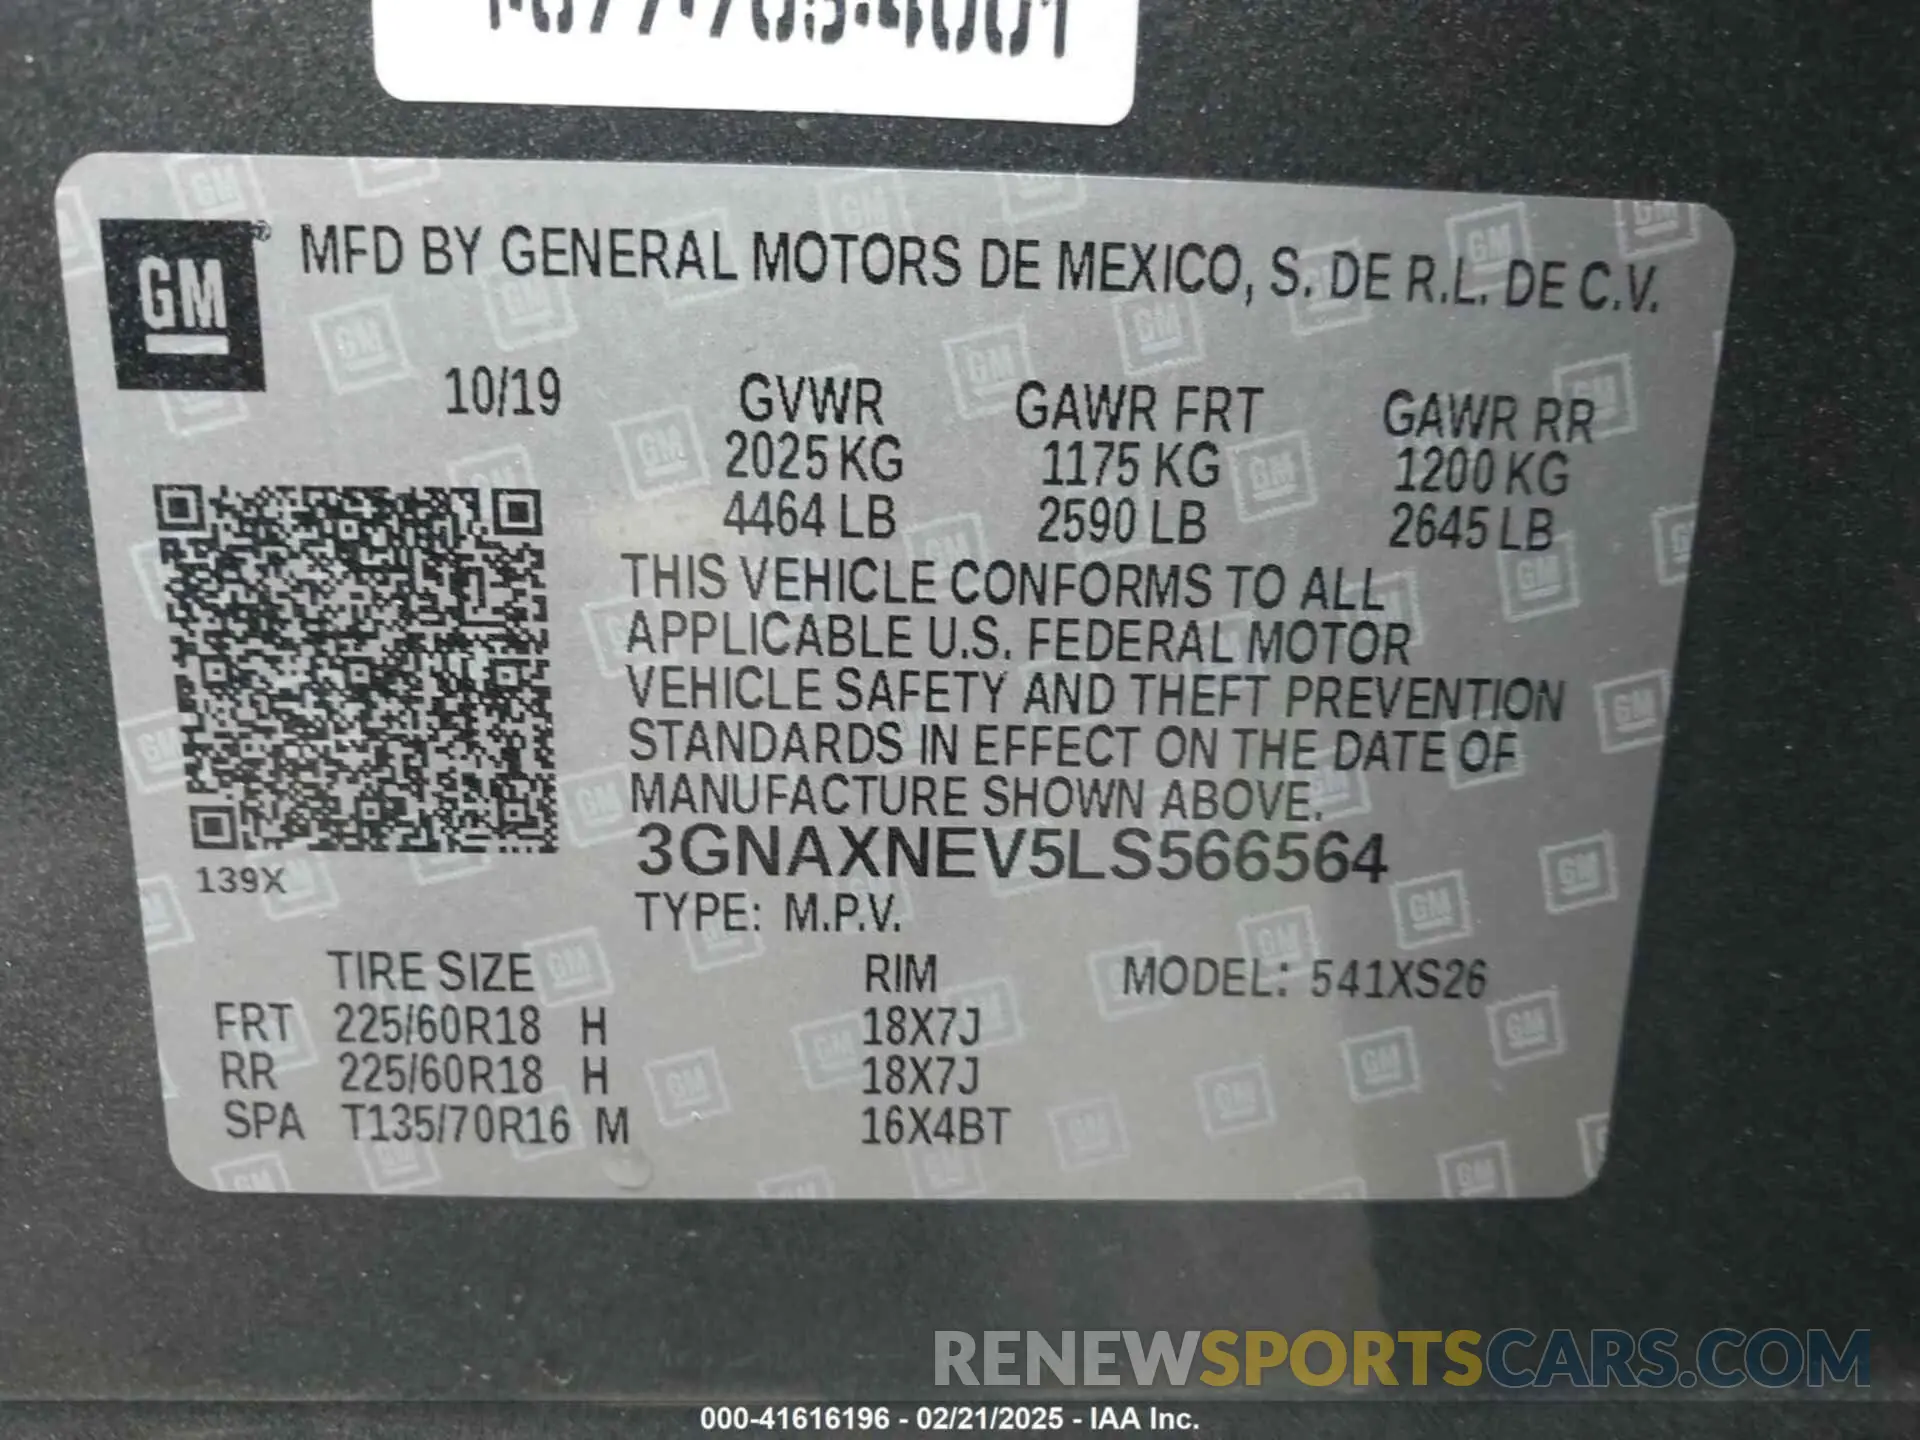 GM ® MFD BY GENERAL MOTORS DE MEXICO, S. DE R.L. DE C.V.
10/19 GVWR GAWR FRT GAWR RR
2025 KG 1175 KG 1200 KG
4464 LB 2590 LB 2645 LB
THIS VEHICLE CONFORMS TO ALL
APPLICABLE U.S. FEDERAL MOTOR
VEHICLE SAFETY AND THEFT PREVENTION
STANDARDS IN EFFECT ON THE DATE OF
MANUFACTURE SHOWN ABOVE.
3GNAXNEV5LS566564
139X
TYPE: M.P.V.
TIRE SIZE RIM MODEL: 541XS26
FRT 225/60R18 H 18X7J
RR 225/60R18 H 18X7J
SPA T135/70R16 M 16X4BT
RENEWSPORTSCARS.COM
000-41616196 - 02/21/2025 - IAA Inc.